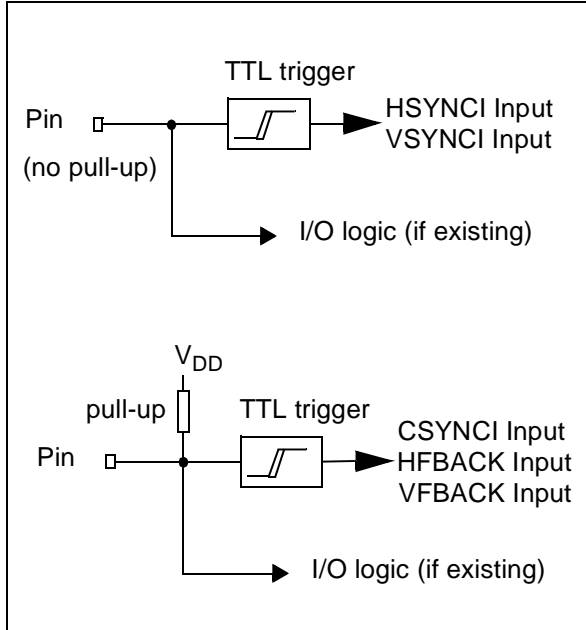 TTL trigger
Pin
HSYNCI Input
VSYNCI Input
(no pull-up)
I/O logic (if existing)
VDD
pull-up
TTL trigger
Pin
CSYNCI Input
HFBACK Input
VFBACK Input
I/O logic (if existing)